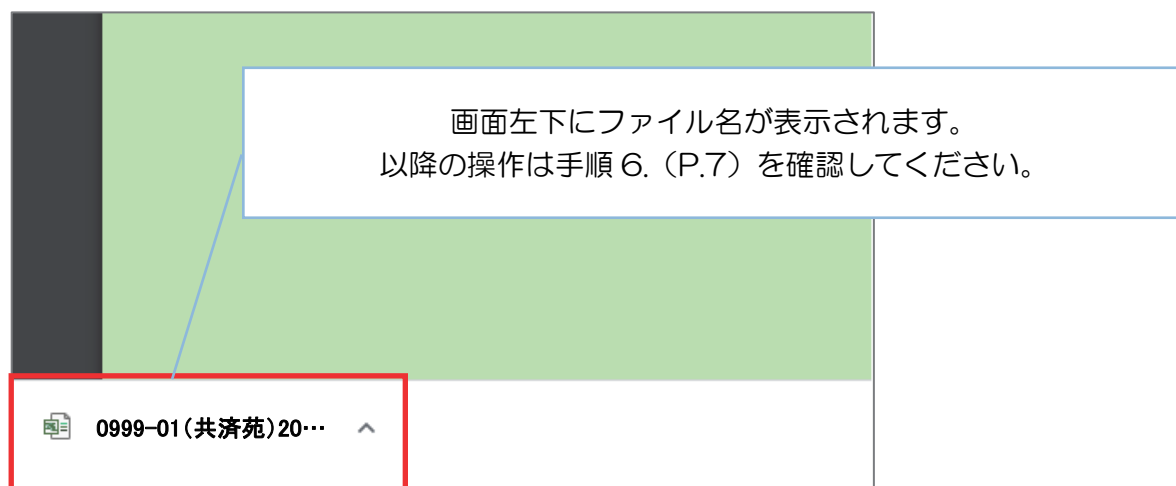 画面左下にファイル名が表示されます。
以降の操作は手順 6.（P.7）を確認してください。
0999-01(共済苑)20…